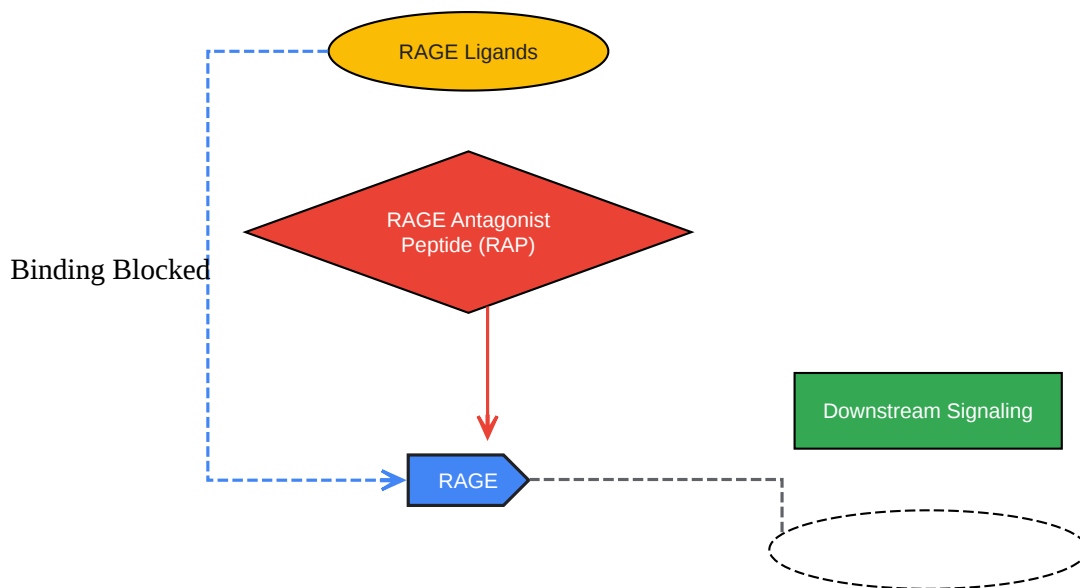 RAGE Ligands
RAGE Antagonist
Peptide (RAP)
Binding Blocked
Downstream Signaling
RAGE